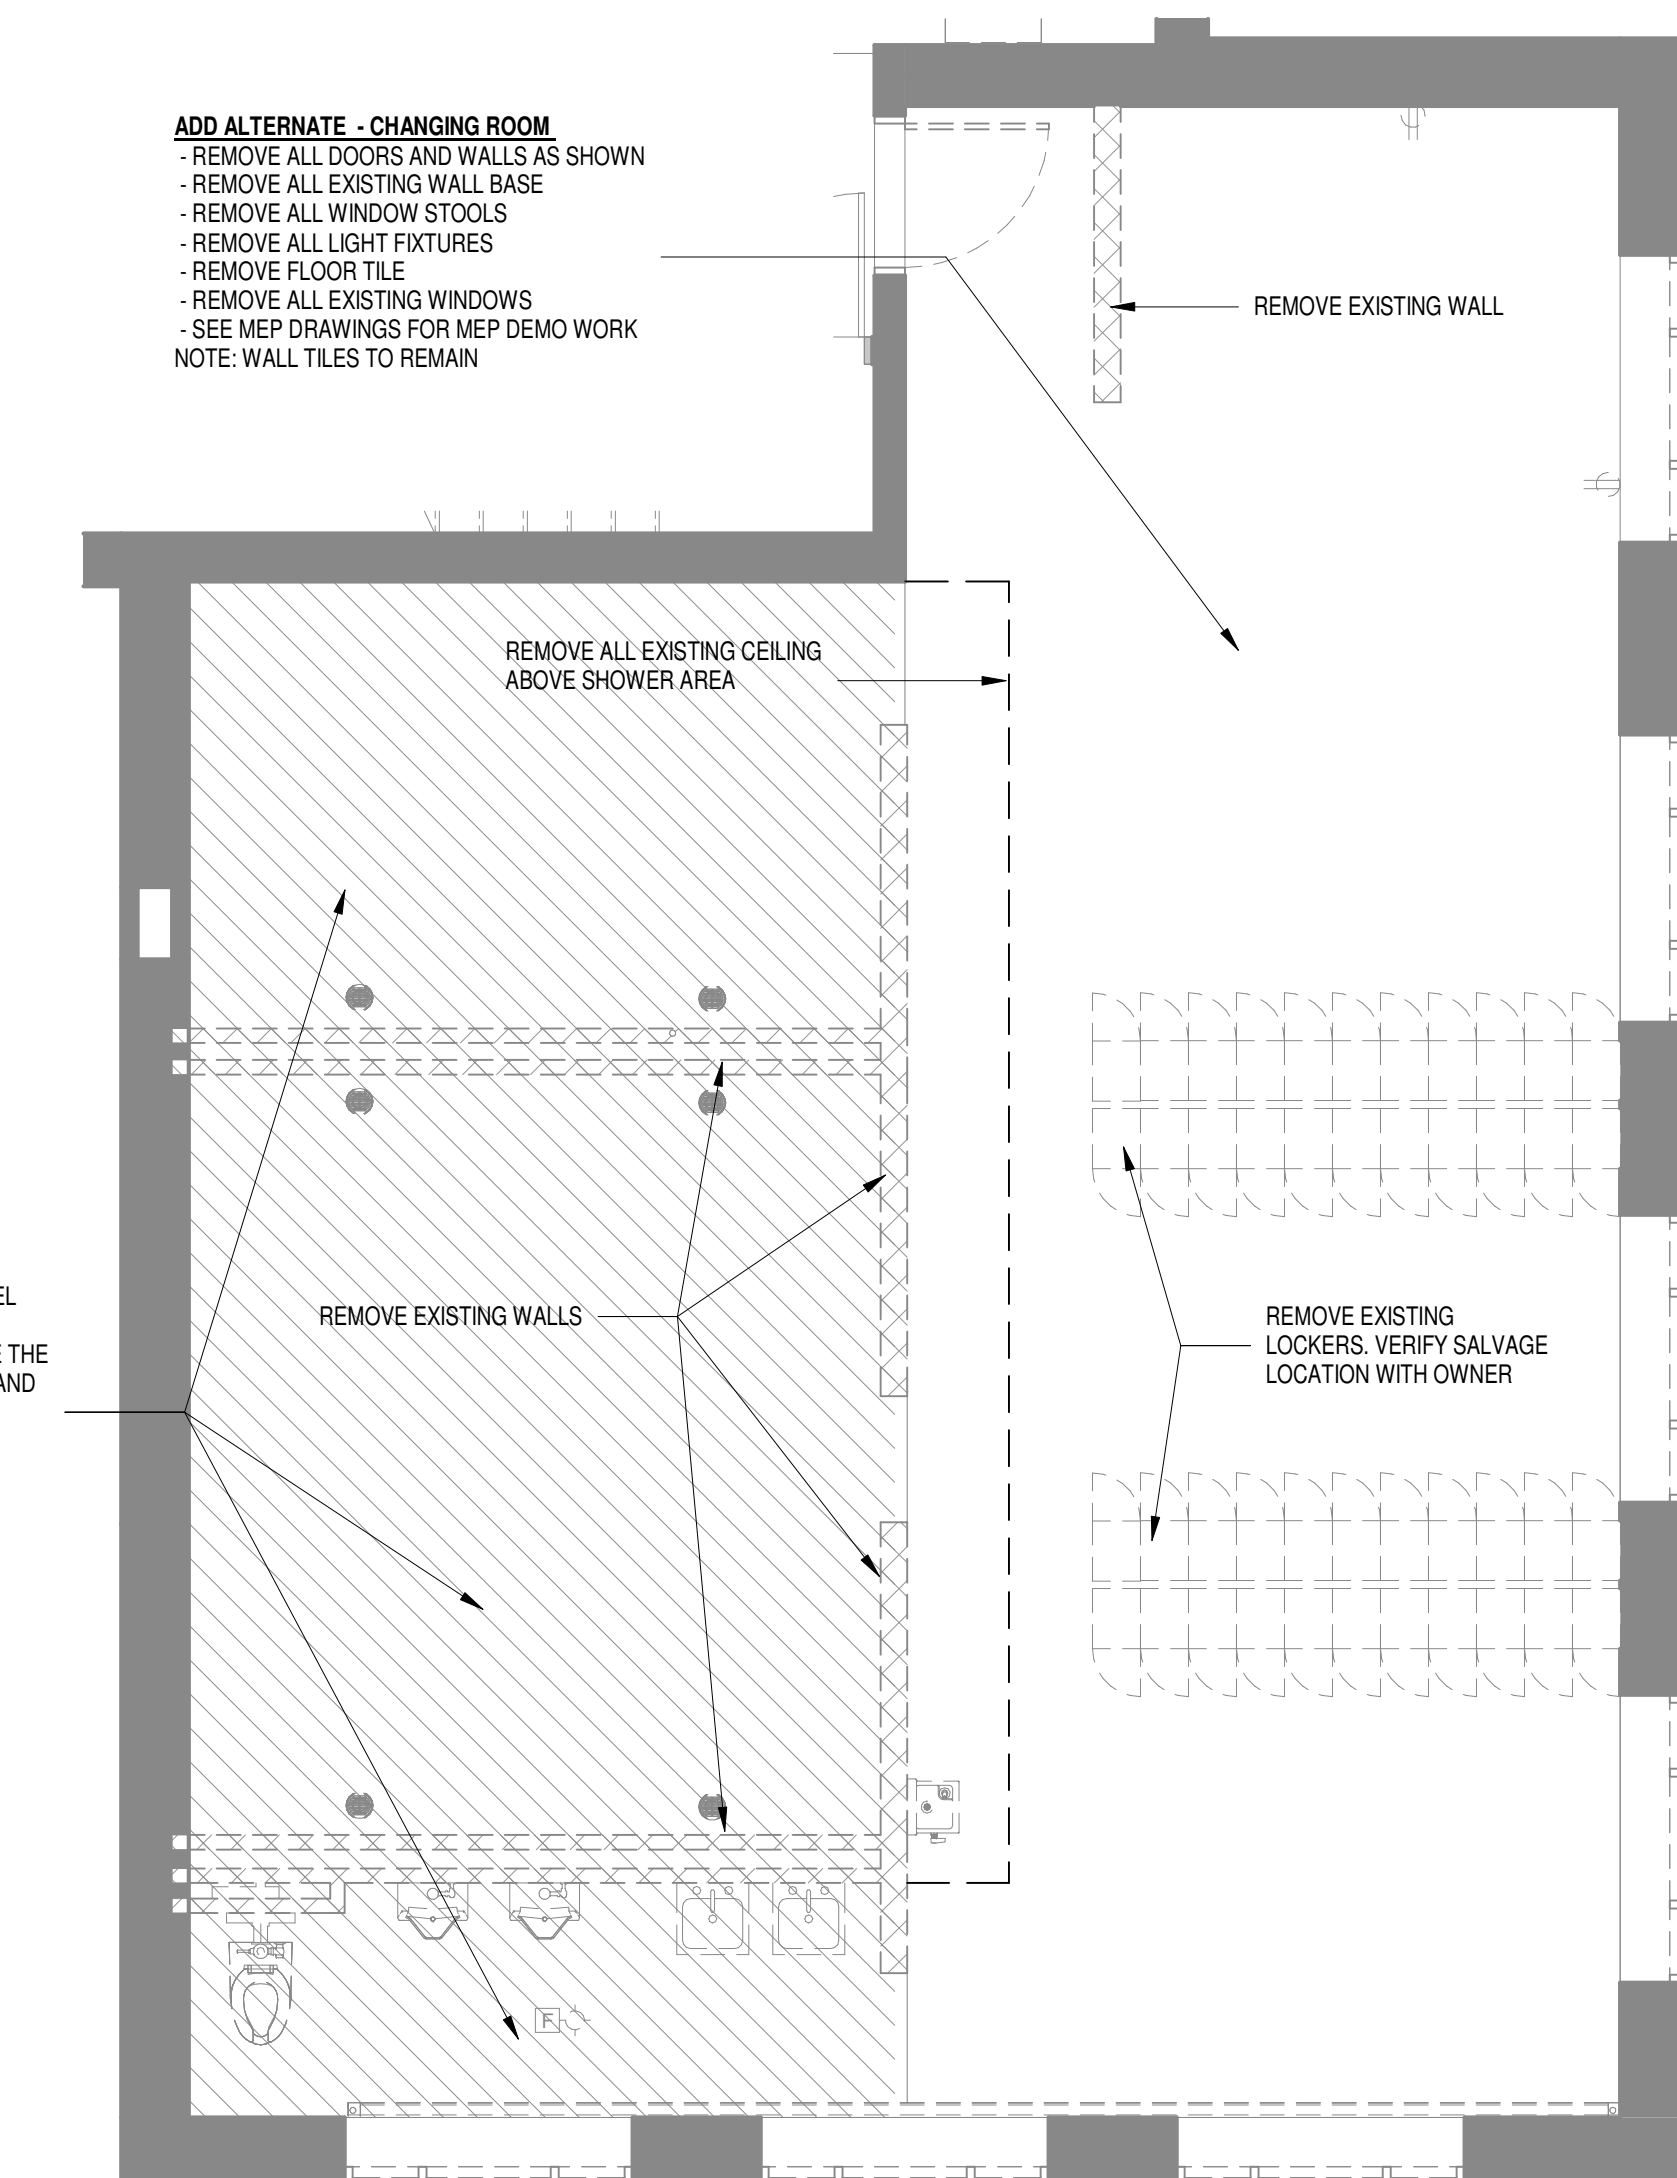 ADD ALTERNATE - CHANGING ROOM
- REMOVE ALL DOORS AND WALLS AS SHOWN
- REMOVE ALL EXISTING WALL BASE
- REMOVE ALL WINDOW STOOLS
- REMOVE ALL LIGHT FIXTURES
- REMOVE FLOOR TILE
- REMOVE ALL EXISTING WINDOWS
- SEE MEP DRAWINGS FOR MEP DEMO WORK
NOTE: WALL TILES TO REMAIN
REMOVE EXISTING WALL
REMOVE ALL EXISTING CEILING
ABOVE SHOWER AREA
EL
THE
AND
REMOVE EXISTING WALLS
REMOVE EXISTING
LOCKERS. VERIFY SALVAGE
LOCATION WITH OWNER
F